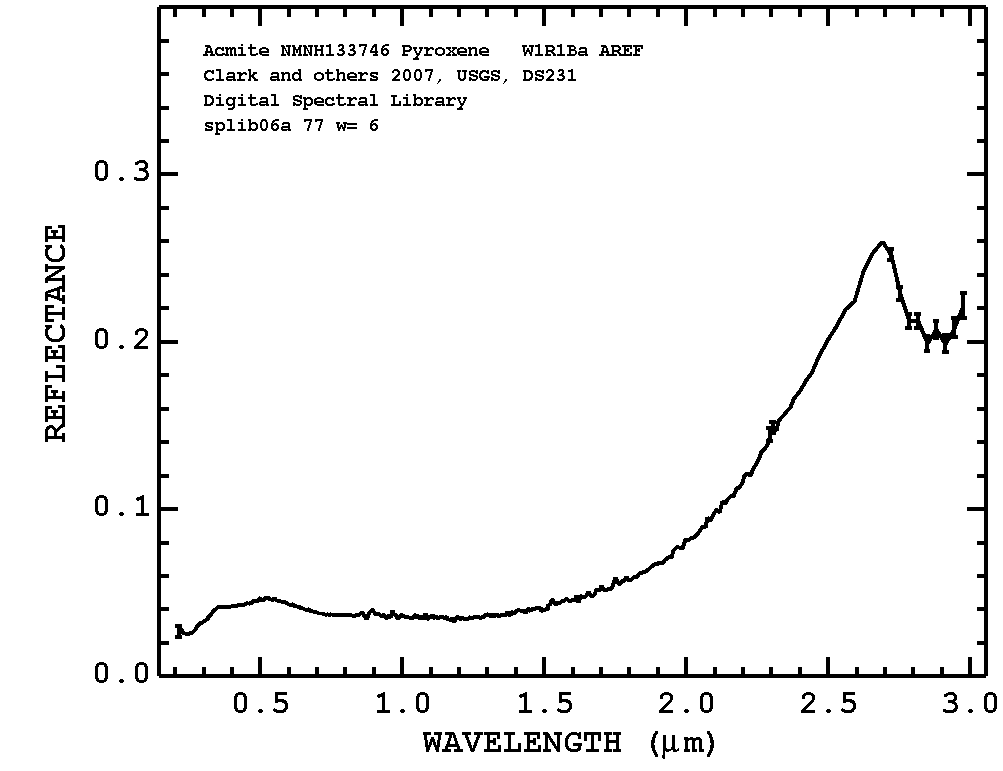 Acmite NMNH133746 Pyroxene W1R1Ba AREF
Clark and others 2007, USGS, DS231
Digital Spectral Library
splib06a 77 w= 6
REFLECTANCE
0.3
0.2
0.1
0.0
0.5 1.0 1.5 2.0 2.5 3.0
WAVELENGTH (μm)